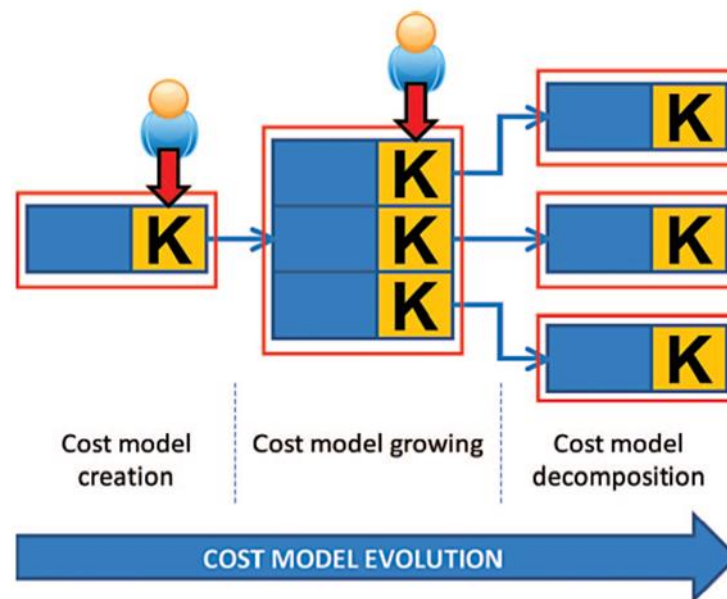 K
K
K
K
K
K
K
Cost model
creation
Cost model growing
Cost model
decomposition
COST MODEL EVOLUTION